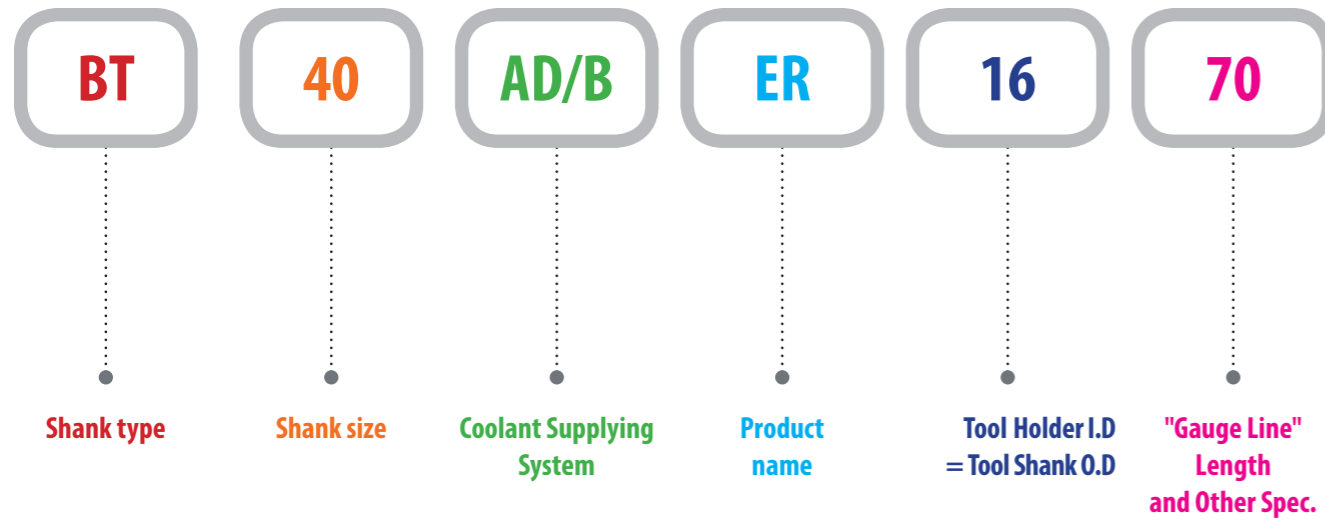 BT 40 AD/B ER 16 70
Shank type
Shank size
Coolant Supplying
System
Product
name
Tool Holder I.D
= Tool Shank O.D
"Gauge Line"
Length
and Other Spec.